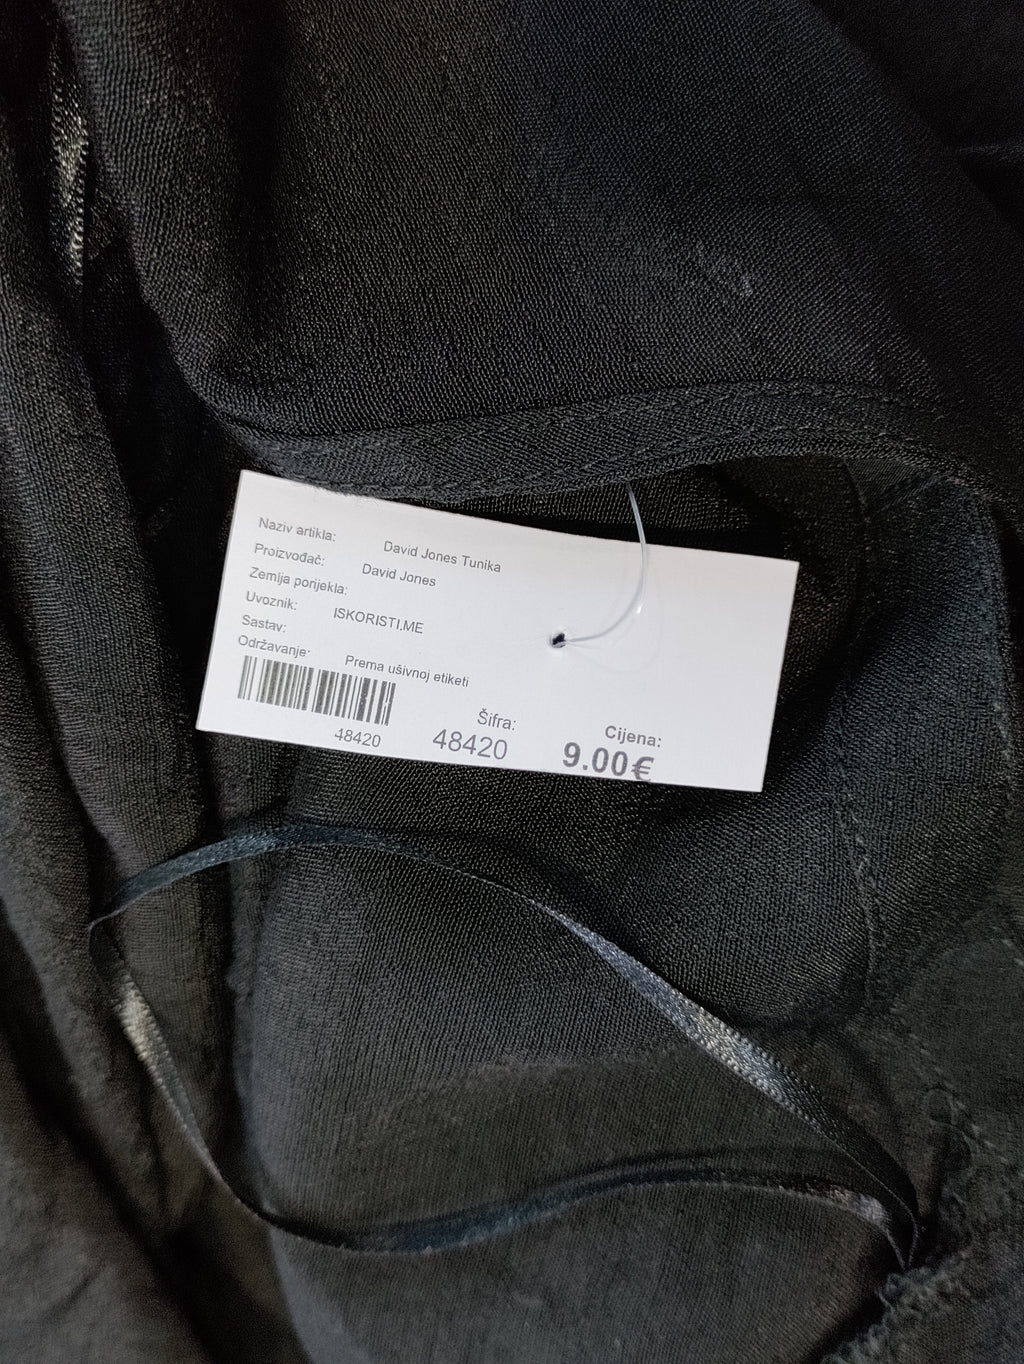 Naziv artikla: David Jones Tunika
Proizvođač: David Jones
Zemlja porijekla:
Uvoznik: ISKORISTI.ME
Sastav:
Održavanje: Prema ušivnoj etiketi
48420
Šifra:
48420
Cijena:
9.00€